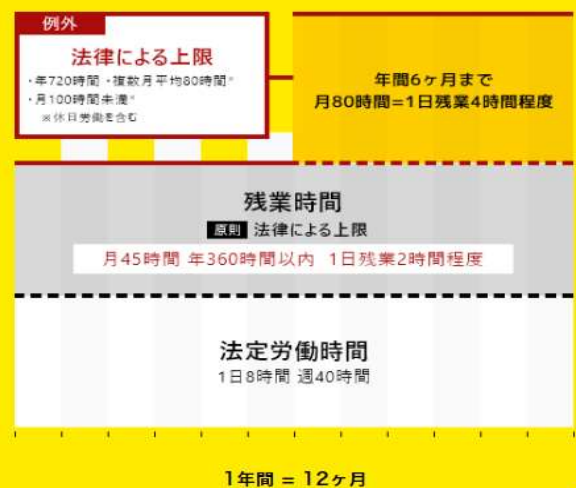 例外
法律による上限
・年720時間 ・複数月平均80時間*
・月100時間未満*
※休日労働を含む
年間6ヶ月まで
月80時間=1日残業4時間程度
残業時間
原則 法律による上限
月45時間 年360時間以内 1日残業2時間程度
法定労働時間
1日8時間 週40時間
1年間 = 12ヶ月